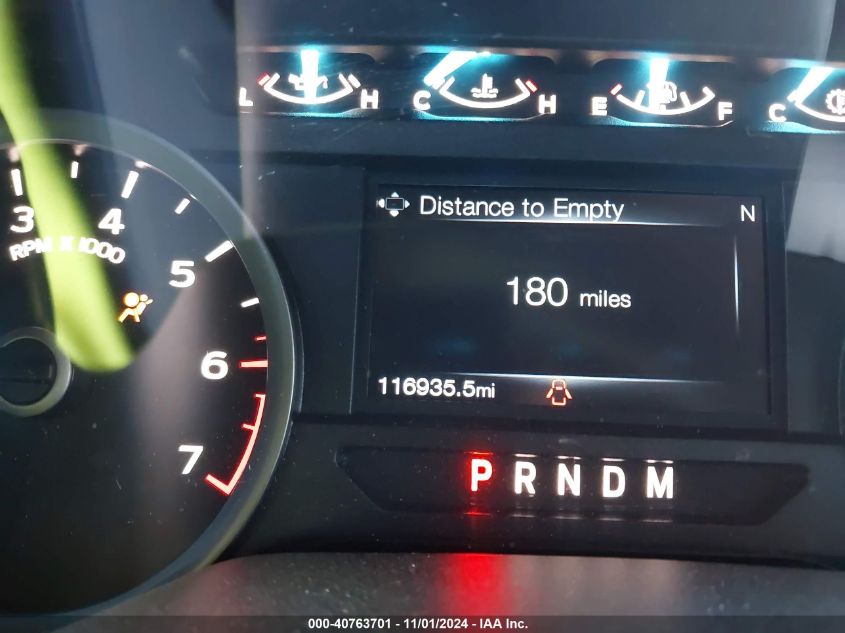 L H C H E F C
3 4 5 6 7
RPM X 1000
Distance to Empty N
180 miles
116935.5mi
P R N D M
000-40763701 - 11/01/2024 - IAA Inc.